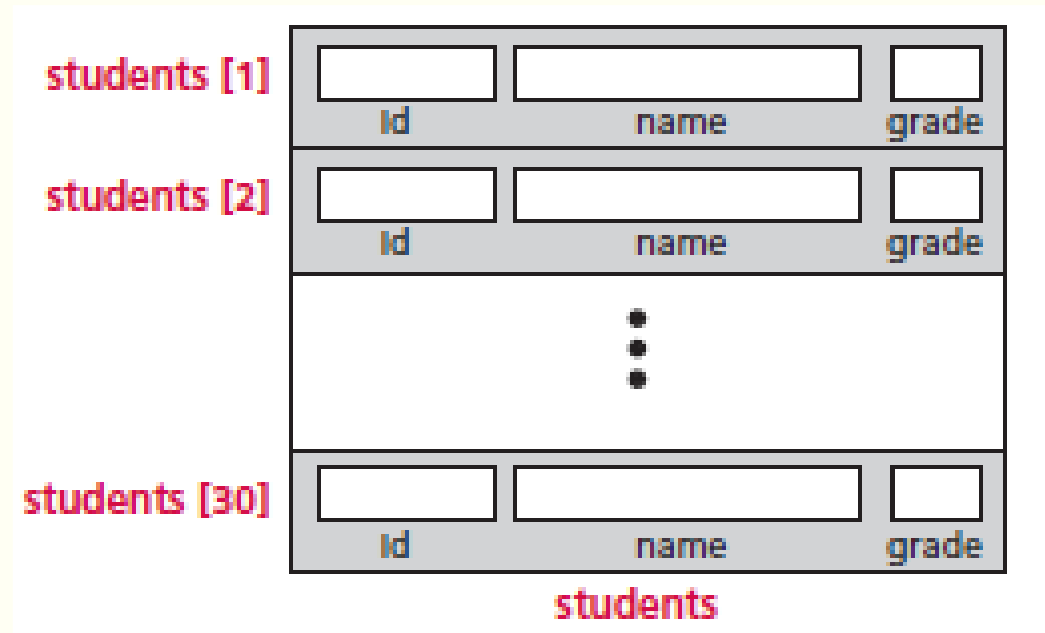 students [1]
id name grade
students [2]
id name grade
students [30]
id name grade
students